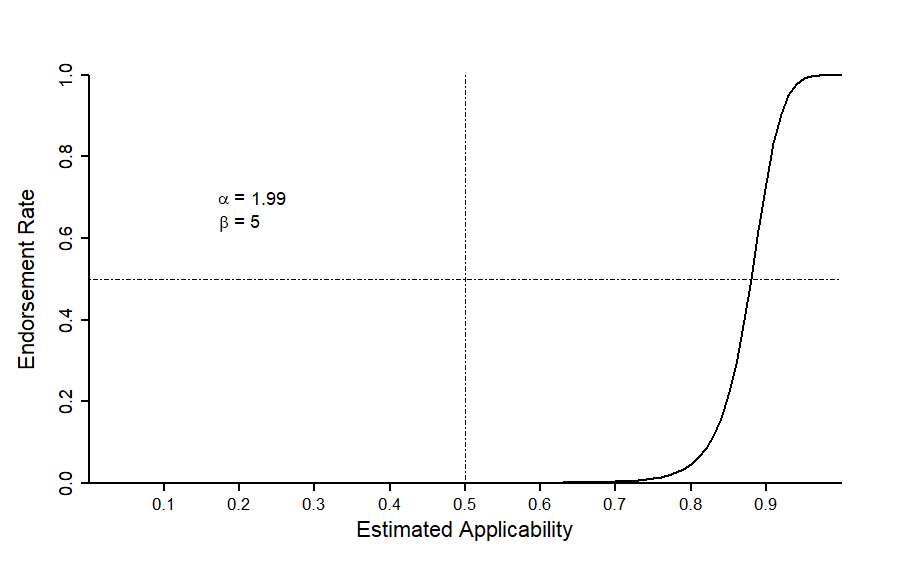 α = 1.99
β = 5
Endorsement Rate
1.0
0.8
0.6
0.4
0.2
0.0
0.1 0.2 0.3 0.4 0.5 0.6 0.7 0.8 0.9
Estimated Applicability